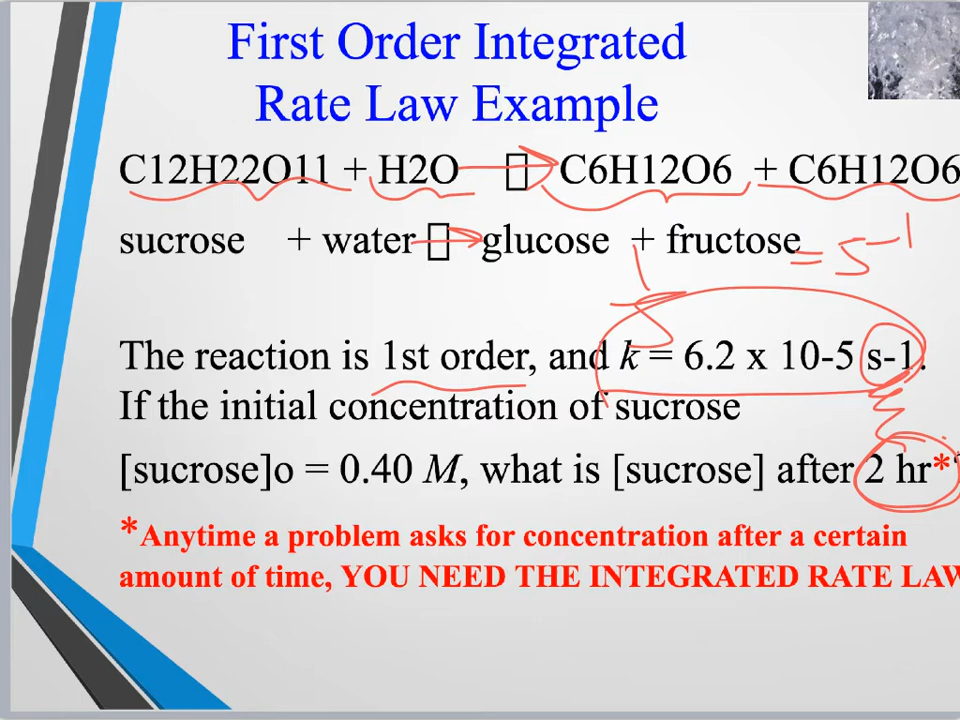 First Order Integrated
Rate Law Example
C12H22O11 + H2O → C6H12O6 + C6H12O6
sucrose + water → glucose + fructose
= s-1
The reaction is 1st order, and k = 6.2 x 10-5 s-1.
If the initial concentration of sucrose
[sucrose]o = 0.40 M, what is [sucrose] after 2 hr*?
*Anytime a problem asks for concentration after a certain
amount of time, YOU NEED THE INTEGRATED RATE LAW